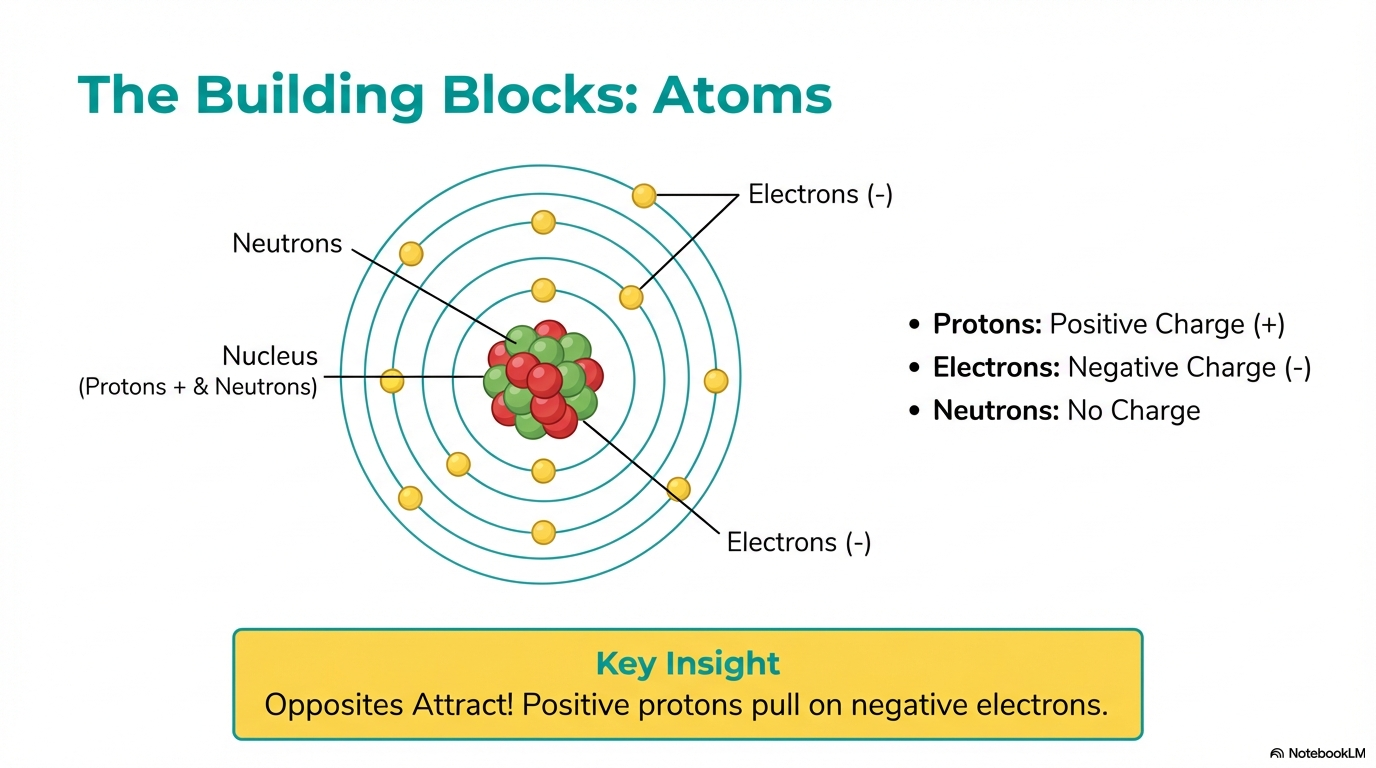 The Building Blocks: Atoms
Electrons (-)
Neutrons
Nucleus
(Protons + & Neutrons)
Electrons (-)
• Protons: Positive Charge (+)
• Electrons: Negative Charge (-)
• Neutrons: No Charge
Key Insight
Opposites Attract! Positive protons pull on negative electrons.
NotebookLM